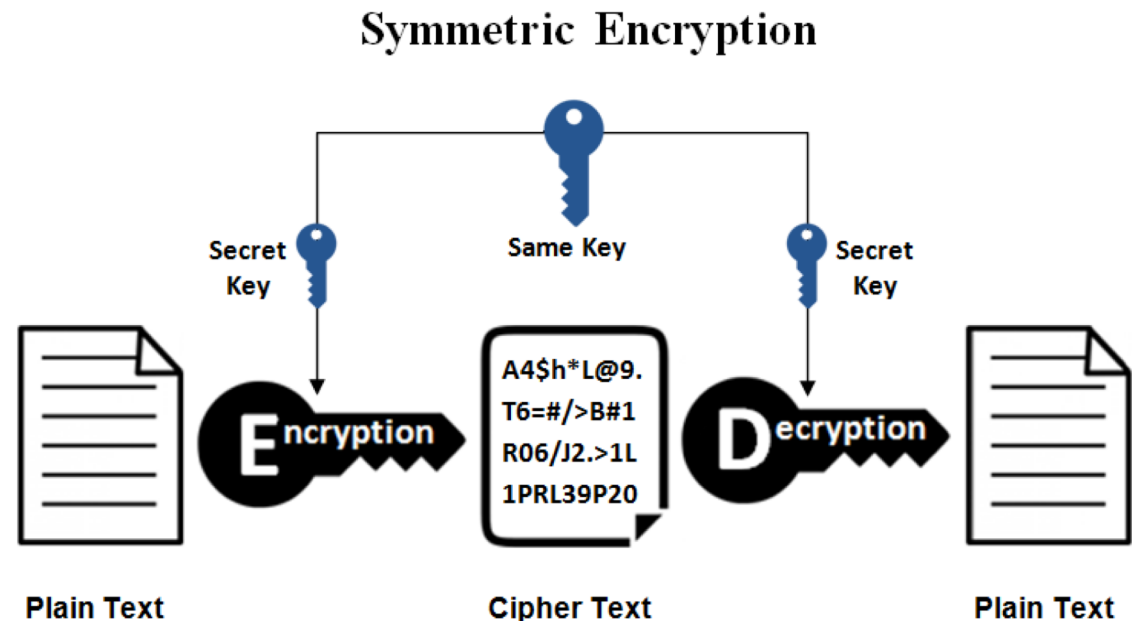 Symmetric Encryption
Same Key
Secret
Key
Secret
Key
Encryption
A4$h*L@9.
T6=#/>B#1
R06/J2.>1L
1PRL39P20
Decryption
Plain Text
Cipher Text
Plain Text